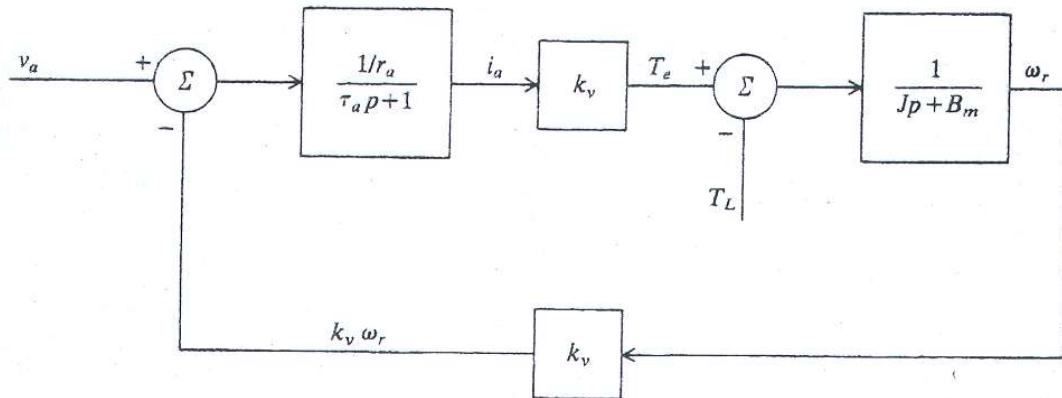 v_a
+
Σ
−
1/r_a
τ_a p + 1
i_a
k_v
T_e
+
Σ
−
T_L
1
Jp + B_m
ω_r
k_v ω_r
k_v